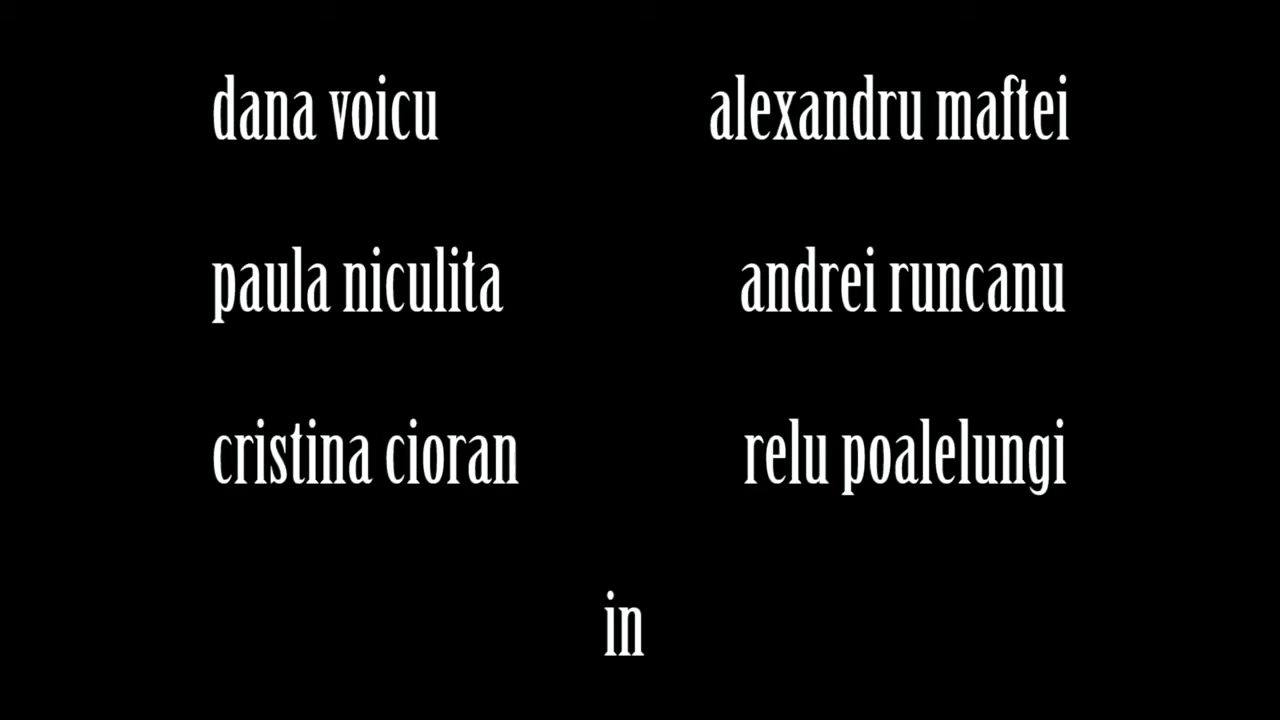 dana voicu alexandru maftei
paula niculita andrei runcanu
cristina cioran relu poalelungi
in